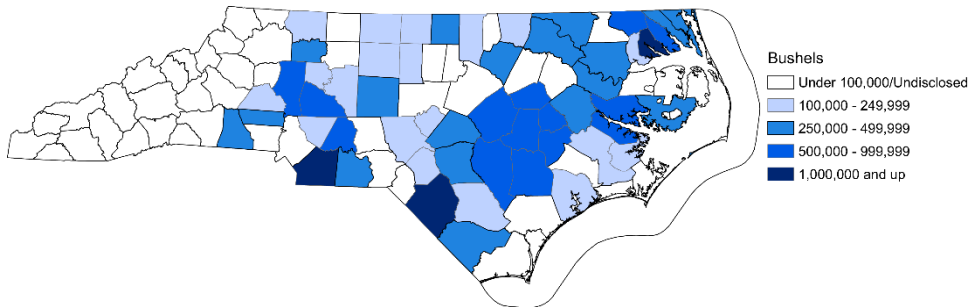 Bushels
Under 100,000/Undisclosed
100,000 - 249,999
250,000 - 499,999
500,000 - 999,999
1,000,000 and up